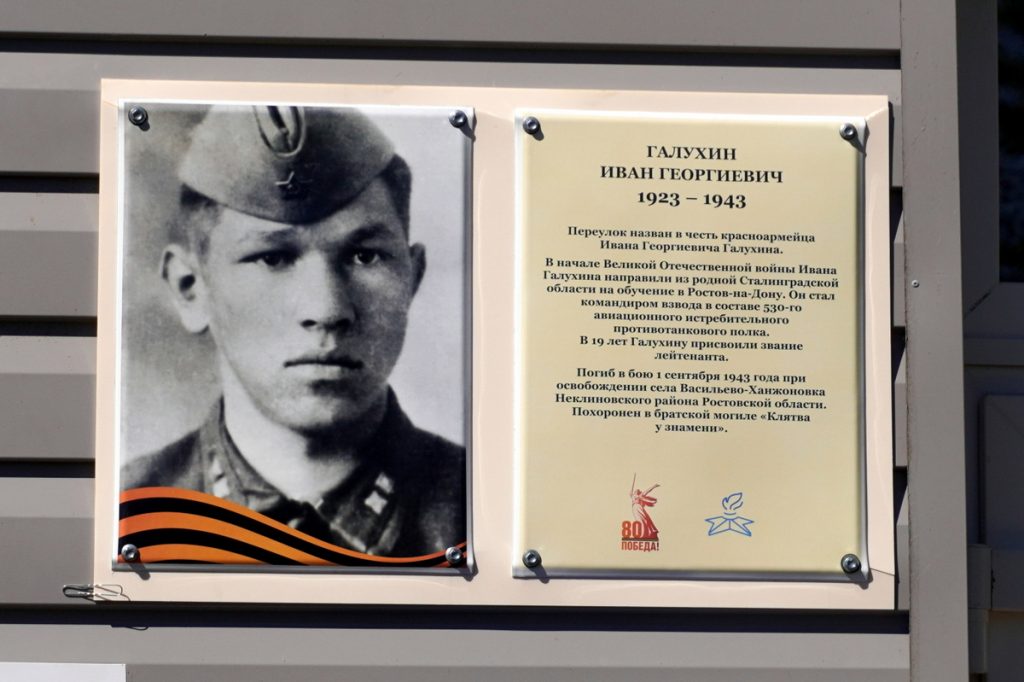 ГАЛУХИН
ИВАН ГЕОРГИЕВИЧ
1923 – 1943
Переулок назван в честь красноармейца
Ивана Георгиевича Галухина.
В начале Великой Отечественной войны Ивана
Галухина направили из родной Сталинградской
области на обучение в Ростов-на-Дону. Он стал
командиром взвода в составе 530-го
авиационного истребительного
противотанкового полка.
В 19 лет Галухину присвоили звание
лейтенанта.
Погиб в бою 1 сентября 1943 года при
освобождении села Васильево-Ханжоновка
Неклиновского района Ростовской области.
Похоронен в братской могиле «Клятва
у знамени».
80
ПОБЕДА!